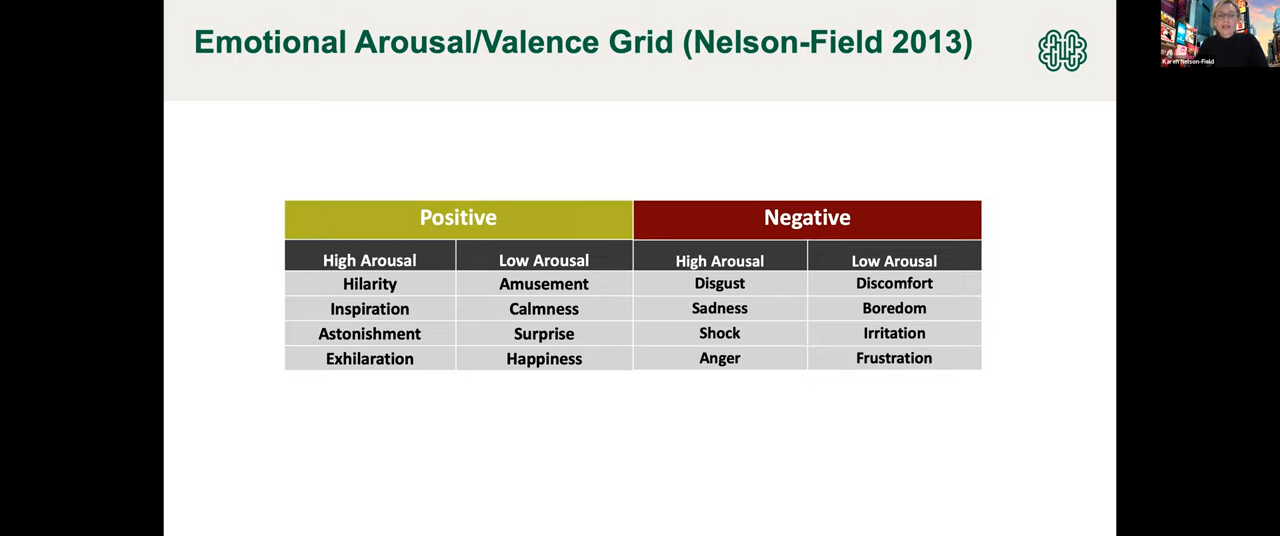 Emotional Arousal/Valence Grid (Nelson-Field 2013)
Karen Nelson-Field
Positive Negative
High Arousal Low Arousal High Arousal Low Arousal
Hilarity Amusement Disgust Discomfort
Inspiration Calmness Sadness Boredom
Astonishment Surprise Shock Irritation
Exhilaration Happiness Anger Frustration